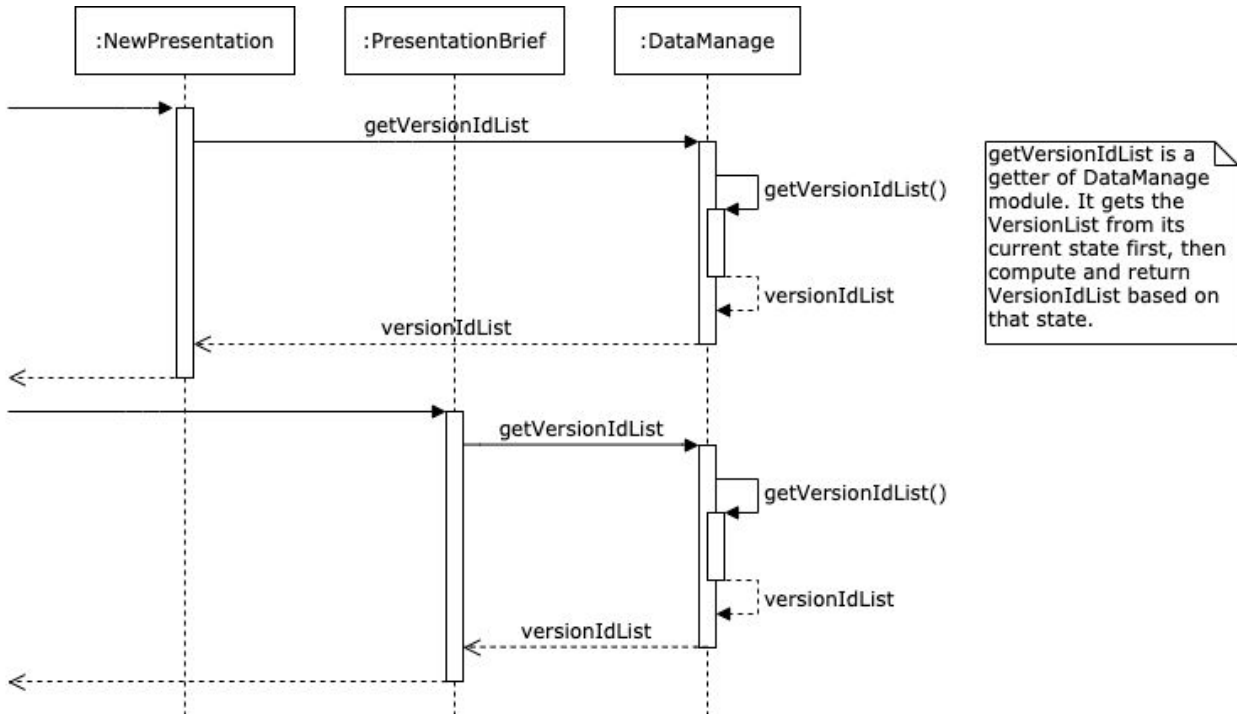 :NewPresentation
:PresentationBrief
:DataManage
getVersionIdList
getVersionIdList()
versionIdList
versionIdList
getVersionIdList is a
getter of DataManage
module. It gets the
VersionList from its
current state first, then
compute and return
VersionIdList based on
that state.
getVersionIdList
getVersionIdList()
versionIdList
versionIdList